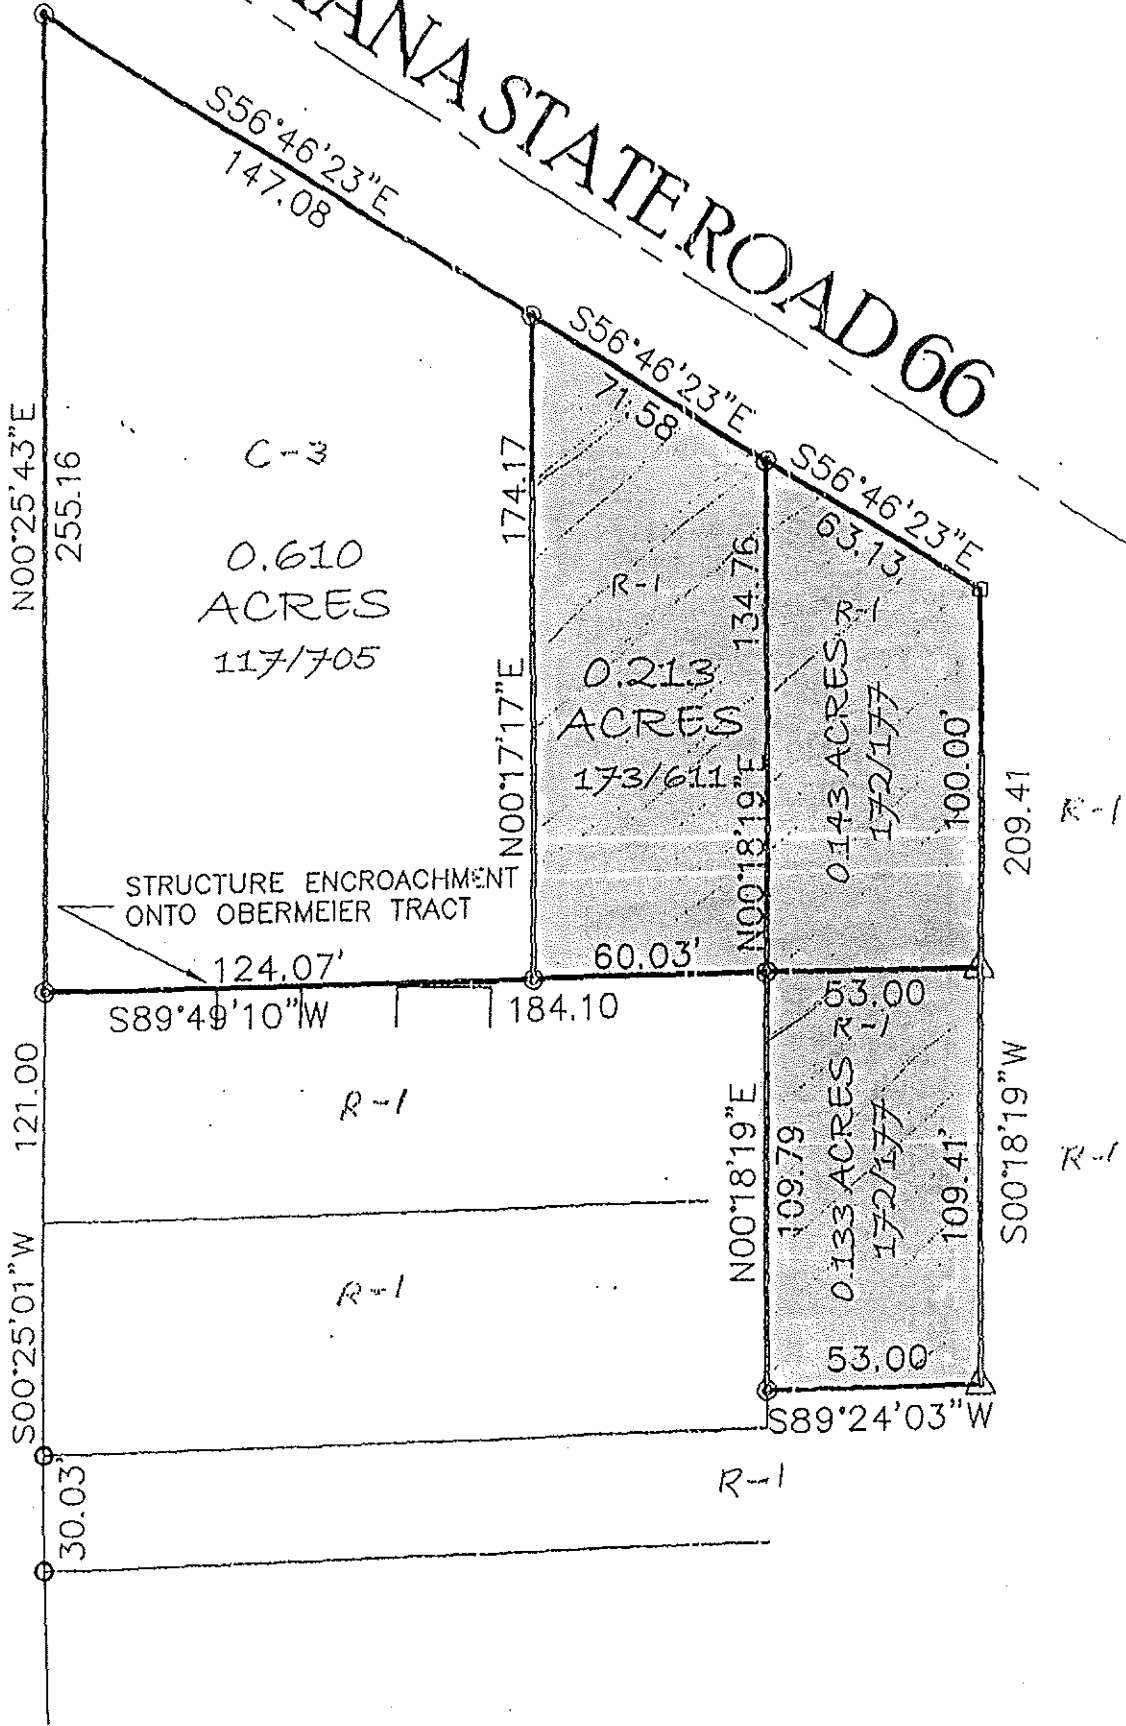 IANA STATE ROAD 66
S56°46'23"E
147.08
S56°46'23"E
71.58
S56°46'23"E
63.13
N00°25'43"E
255.16
C-3
0.610
ACRES
117/705
174.17
N00°17'17"E
R-1
0.213
ACRES
173/611
134.76
N00°18'19"E
R-1
0.143 ACRES
172/177
100.00'
209.41
R-1
STRUCTURE ENCROACHMENT
ONTO OBERMEIER TRACT
124.07'
60.03'
S89°49'10"W
184.10
53.00
R-1
0.133 ACRES
172/177
121.00
R-1
N00°18'19"E
109.79
109.41'
S00°18'19"W
R-1
S00°25'01"W
R-1
53.00
S89°24'03"W
30.03'
R-1